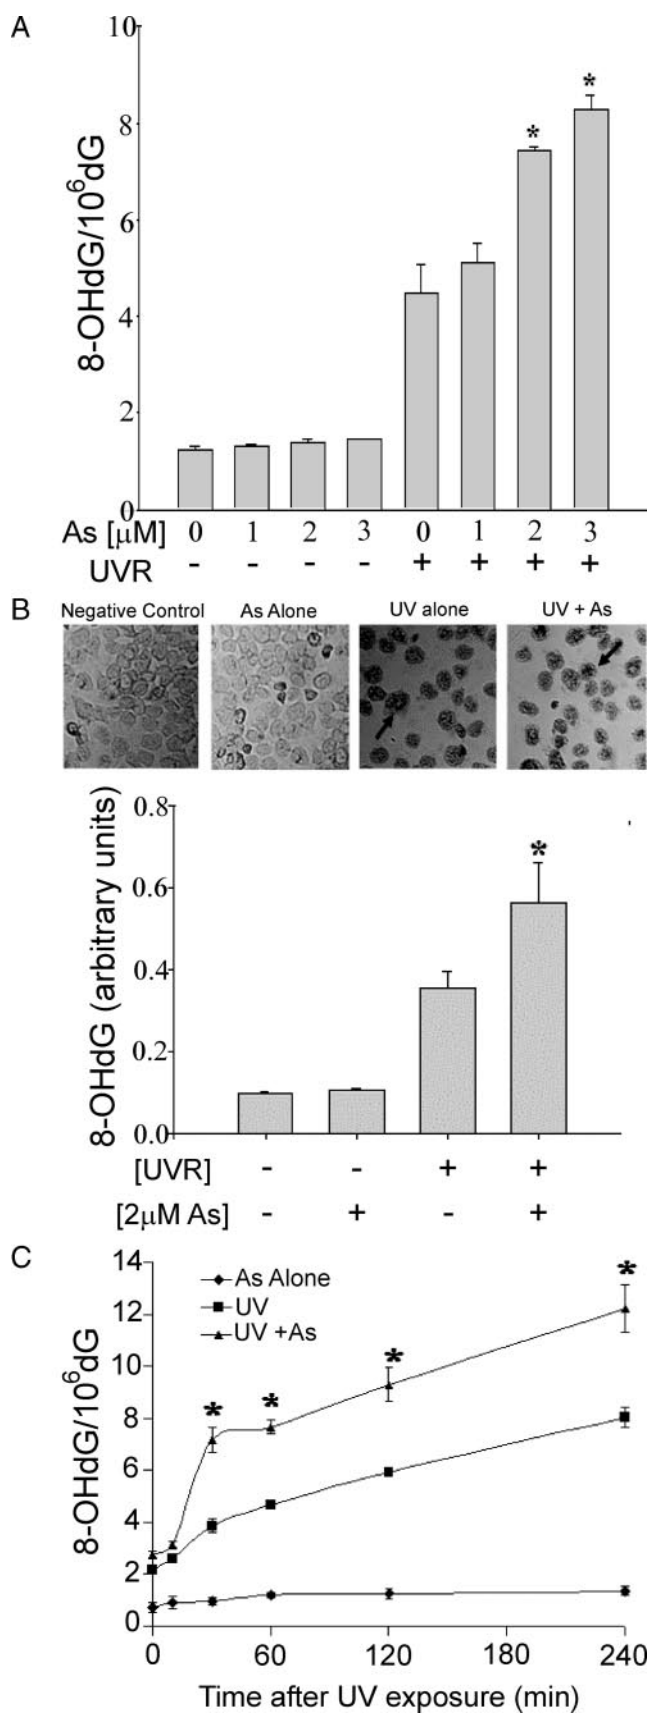 A
10
8
6
4
2
0
8-OHdG/10⁶dG
* *
As [μM] 0 1 2 3 0 1 2 3
UVR - - - - + + + +
B
Negative Control As Alone UV alone UV + As
0.8
0.6
0.4
0.2
0.0
8-OHdG (arbitrary units)
*
[UVR] - - + +
[2μM As] - + - +
C
14
12
10
8
6
4
2
0
8-OHdG/10⁶dG
As Alone
UV
UV +As
* * * *
0 60 120 180 240
Time after UV exposure (min)